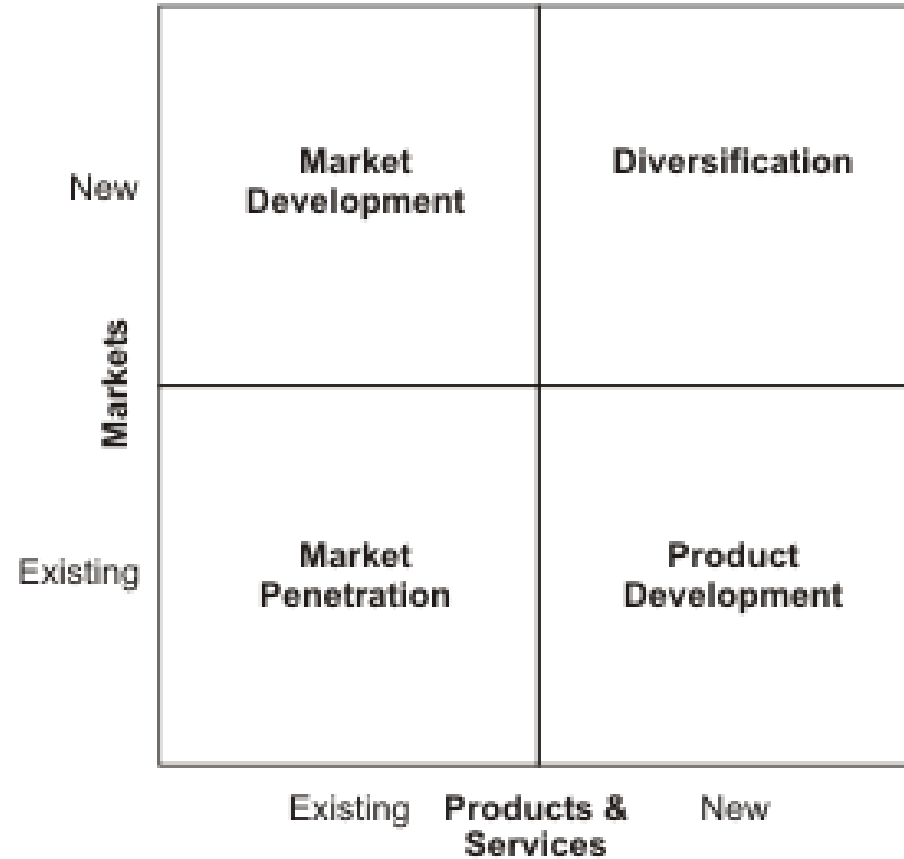 Market
Development
Diversification
New
Markets
Market
Penetration
Product
Development
Existing
Existing
Products &
Services
New